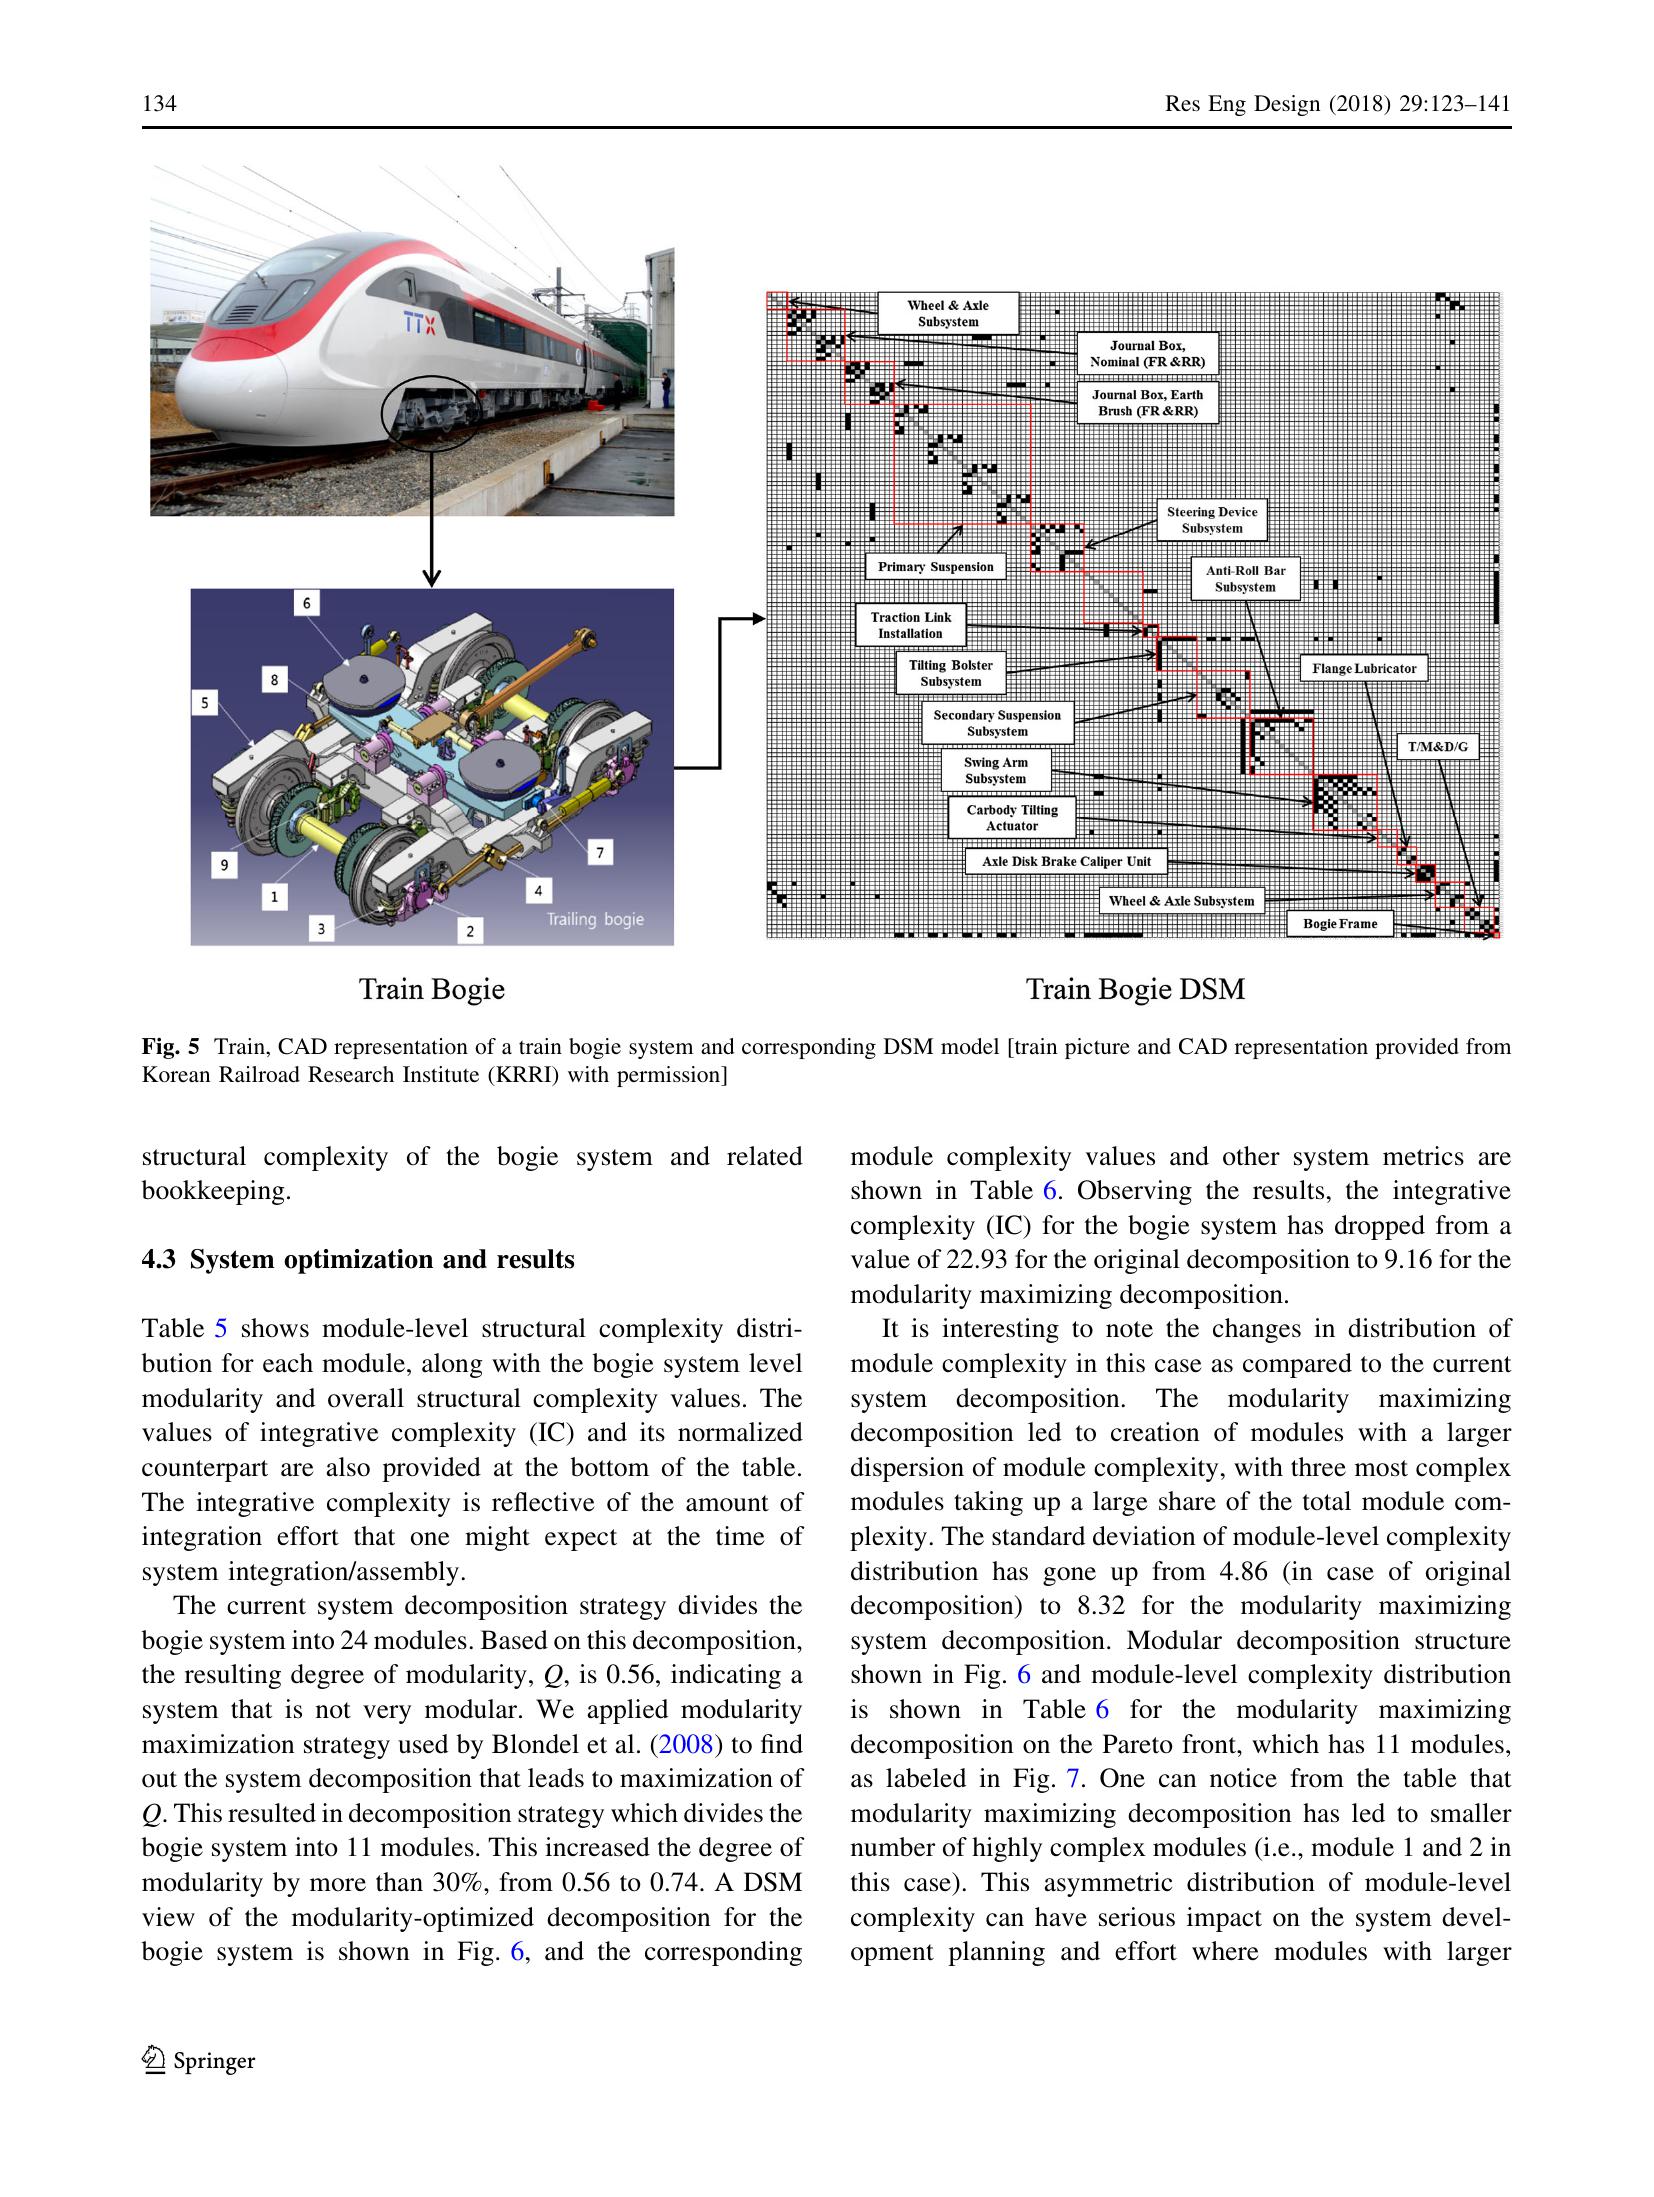 134
Res Eng Design (2018) 29:123–141
TTX
Wheel & Axle
Subsystem
Journal Box,
Nominal (FR &RR)
Journal Box, Earth
Brush (FR &RR)
Steering Device
Subsystem
Primary Suspension
Anti-Roll Bar
Subsystem
Traction Link
Installation
Tilting Bolster
Subsystem
Flange Lubricator
Secondary Suspension
Subsystem
T/M&D/G
Swing Arm
Subsystem
Carbody Tilting
Actuator
Axle Disk Brake Caliper Unit
Wheel & Axle Subsystem
Bogie Frame
6
8
5
9
1
3
2
4
7
Trailing bogie
Train Bogie
Train Bogie DSM
Fig. 5 Train, CAD representation of a train bogie system and corresponding DSM model [train picture and CAD representation provided from
Korean Railroad Research Institute (KRRI) with permission]
structural complexity of the bogie system and related
bookkeeping.
4.3 System optimization and results
Table 5 shows module-level structural complexity distri-
bution for each module, along with the bogie system level
modularity and overall structural complexity values. The
values of integrative complexity (IC) and its normalized
counterpart are also provided at the bottom of the table.
The integrative complexity is reflective of the amount of
integration effort that one might expect at the time of
system integration/assembly.
The current system decomposition strategy divides the
bogie system into 24 modules. Based on this decomposition,
the resulting degree of modularity, Q, is 0.56, indicating a
system that is not very modular. We applied modularity
maximization strategy used by Blondel et al. (2008) to find
out the system decomposition that leads to maximization of
Q. This resulted in decomposition strategy which divides the
bogie system into 11 modules. This increased the degree of
modularity by more than 30%, from 0.56 to 0.74. A DSM
view of the modularity-optimized decomposition for the
bogie system is shown in Fig. 6, and the corresponding
module complexity values and other system metrics are
shown in Table 6. Observing the results, the integrative
complexity (IC) for the bogie system has dropped from a
value of 22.93 for the original decomposition to 9.16 for the
modularity maximizing decomposition.
It is interesting to note the changes in distribution of
module complexity in this case as compared to the current
system decomposition. The modularity maximizing
decomposition led to creation of modules with a larger
dispersion of module complexity, with three most complex
modules taking up a large share of the total module com-
plexity. The standard deviation of module-level complexity
distribution has gone up from 4.86 (in case of original
decomposition) to 8.32 for the modularity maximizing
system decomposition. Modular decomposition structure
shown in Fig. 6 and module-level complexity distribution
is shown in Table 6 for the modularity maximizing
decomposition on the Pareto front, which has 11 modules,
as labeled in Fig. 7. One can notice from the table that
modularity maximizing decomposition has led to smaller
number of highly complex modules (i.e., module 1 and 2 in
this case). This asymmetric distribution of module-level
complexity can have serious impact on the system devel-
opment planning and effort where modules with larger
Springer